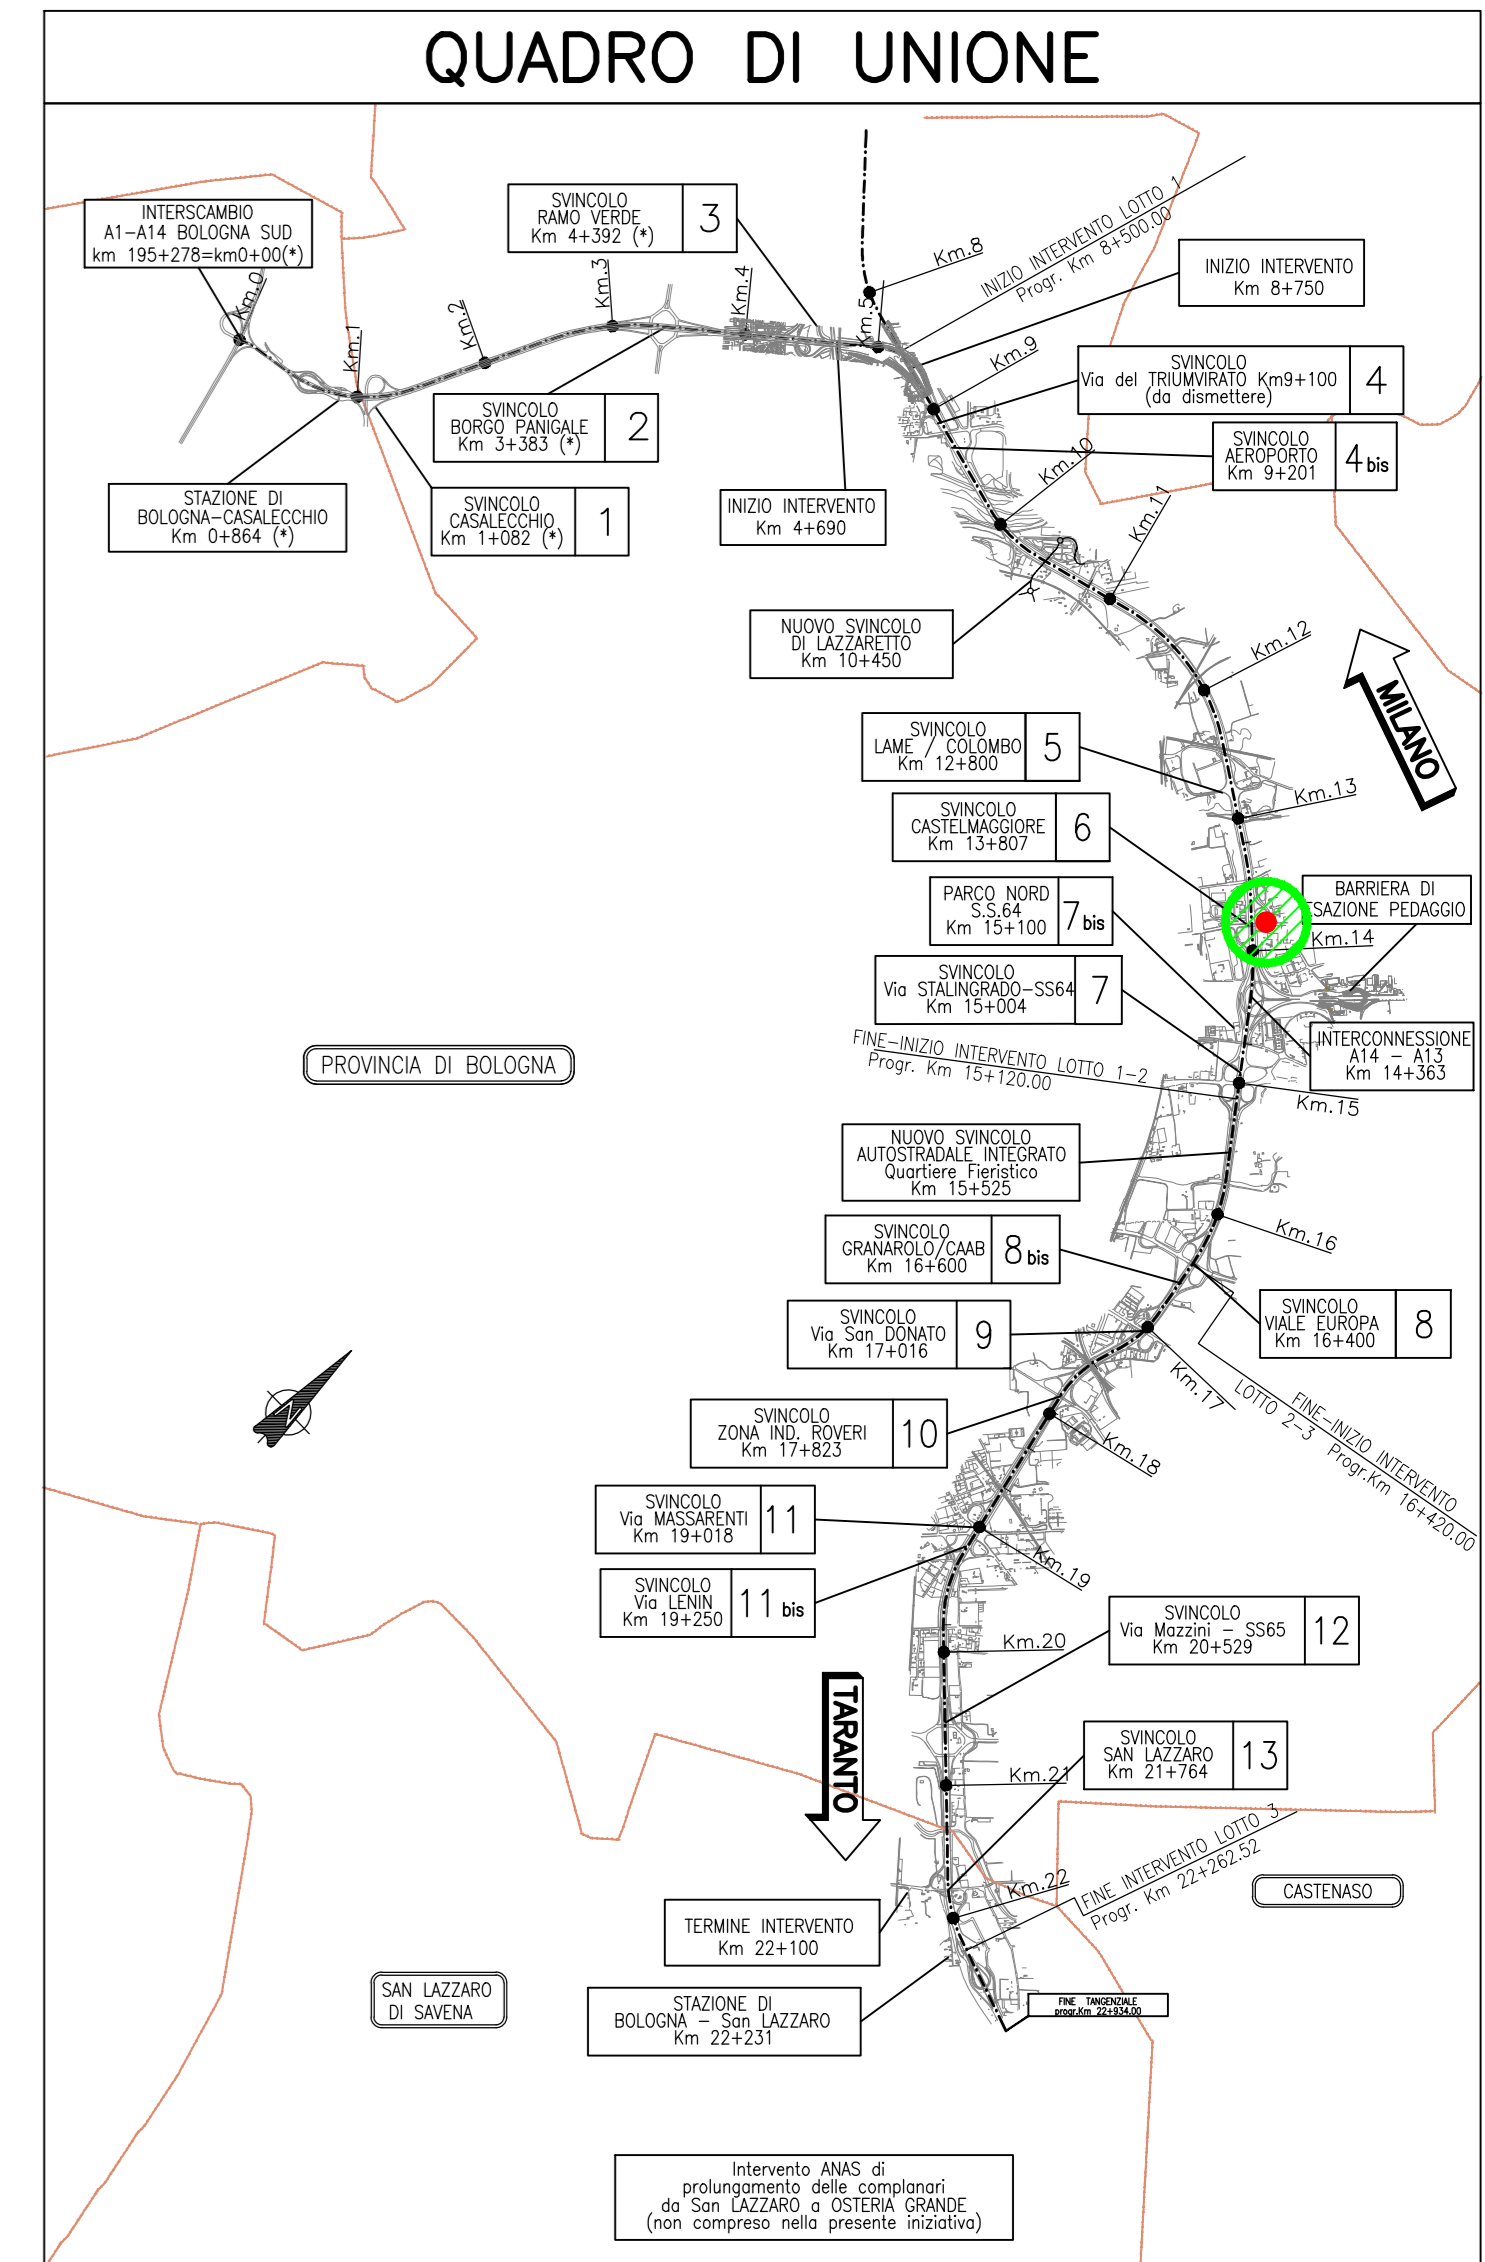 QUADRO DI UNIONE
INTERSCAMBIO
A1-A14 BOLOGNA SUD
km 195+278=km0+00(*)
SVINCOLO
RAMO VERDE
Km 4+392 (*)
3
Km.0
Km.1
Km.2
Km.3
Km.4
Km.5
Km.8
INIZIO INTERVENTO LOTTO 1
Progr. Km 8+500.00
INIZIO INTERVENTO
Km 8+750
Km.9
SVINCOLO
Via del TRIUMVIRATO Km9+100
(da dismettere)
4
SVINCOLO
BORGO PANIGALE
Km 3+383 (*)
2
SVINCOLO
AEROPORTO
Km 9+201
4 bis
Km.10
STAZIONE DI
BOLOGNA-CASALECCHIO
Km 0+864 (*)
SVINCOLO
CASALECCHIO
Km 1+082 (*)
1
INIZIO INTERVENTO
Km 4+690
Km.11
NUOVO SVINCOLO
DI LAZZARETTO
Km 10+450
Km.12
MILANO
SVINCOLO
LAME / COLOMBO
Km 12+800
5
Km.13
SVINCOLO
CASTELMAGGIORE
Km 13+807
6
PARCO NORD
S.S.64
Km 15+100
7 bis
BARRIERA DI
SAZIONE PEDAGGIO
Km.14
SVINCOLO
Via STALINGRADO-SS64
Km 15+004
7
INTERCONNESSIONE
A14 - A13
Km 14+363
FINE-INIZIO INTERVENTO LOTTO 1-2
Progr. Km 15+120.00
PROVINCIA DI BOLOGNA
Km.15
NUOVO SVINCOLO
AUTOSTRADALE INTEGRATO
Quartiere Fieristico
Km 15+525
Km.16
SVINCOLO
GRANAROLO/CAAB
Km 16+600
8 bis
SVINCOLO
VIALE EUROPA
Km 16+400
8
SVINCOLO
Via San DONATO
Km 17+016
9
Km.17
FINE-INIZIO INTERVENTO
LOTTO 2-3 Progr.Km 16+420.00
SVINCOLO
ZONA IND. ROVERI
Km 17+823
10
Km.18
SVINCOLO
Via MASSARENTI
Km 19+018
11
Km.19
SVINCOLO
Via LENIN
Km 19+250
11 bis
SVINCOLO
Via Mazzini - SS65
Km 20+529
12
Km.20
TARANTO
SVINCOLO
SAN LAZZARO
Km 21+764
13
Km.21
FINE INTERVENTO LOTTO 3
Progr. Km 22+262.52
Km.22
CASTENASO
TERMINE INTERVENTO
Km 22+100
SAN LAZZARO
DI SAVENA
STAZIONE DI
BOLOGNA - San LAZZARO
Km 22+231
FINE TANGENZIALE
progr.Km 22+934.00
Intervento ANAS di
prolungamento delle complanari
da San LAZZARO a OSTERIA GRANDE
(non compreso nella presente iniziativa)